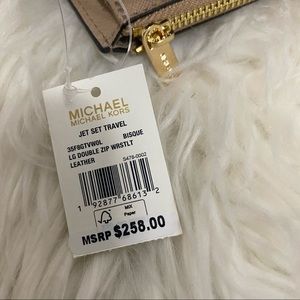 MICHAEL
MICHAEL KORS
JET SET TRAVEL
35F8GTVW0L BISQUE
LG DOUBLE ZIP WRSTLT
LEATHER
S478-0002
1 92877 68613 2
MIX
Paper
MSRP $258.00